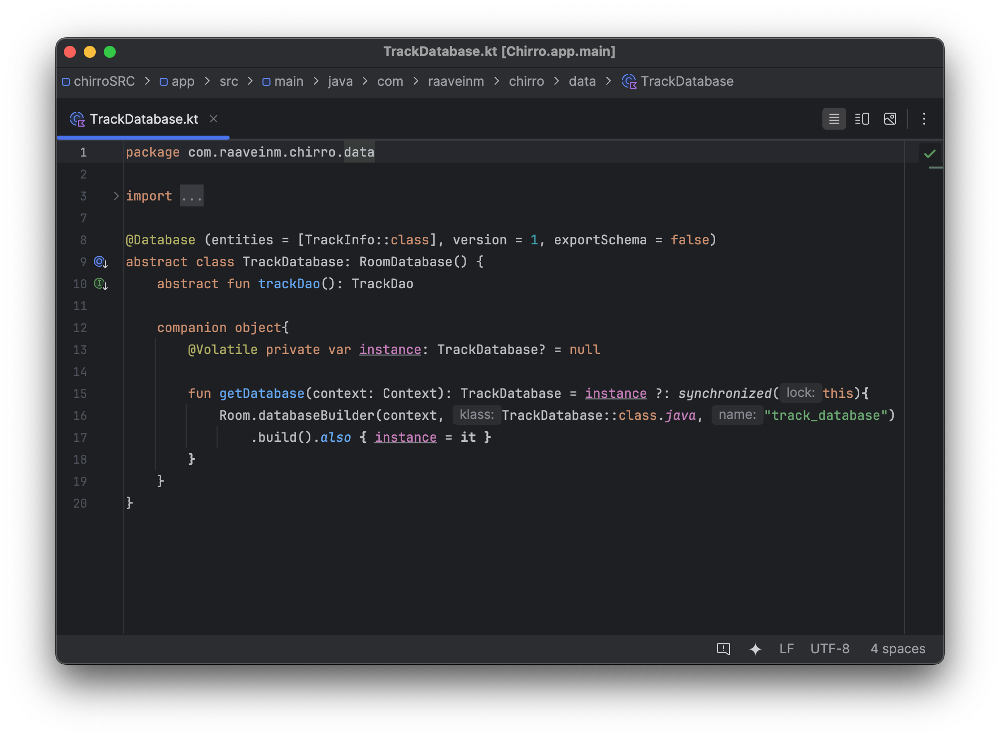 TrackDatabase.kt [Chirro.app.main]
chirroSRC > app > src > main > java > com > raaveinm > chirro > data > TrackDatabase
TrackDatabase.kt
1 package com.raaveinm.chirro.data
2
3 import ...
7
8 @Database (entities = [TrackInfo::class], version = 1, exportSchema = false)
9 abstract class TrackDatabase: RoomDatabase() {
10     abstract fun trackDao(): TrackDao
11
12     companion object{
13         @Volatile private var instance: TrackDatabase? = null
14
15         fun getDatabase(context: Context): TrackDatabase = instance ?: synchronized( lock: this){
16             Room.databaseBuilder(context, klass: TrackDatabase::class.java, name: "track_database")
17                 .build().also { instance = it }
18         }
19     }
20 }
LF UTF-8 4 spaces